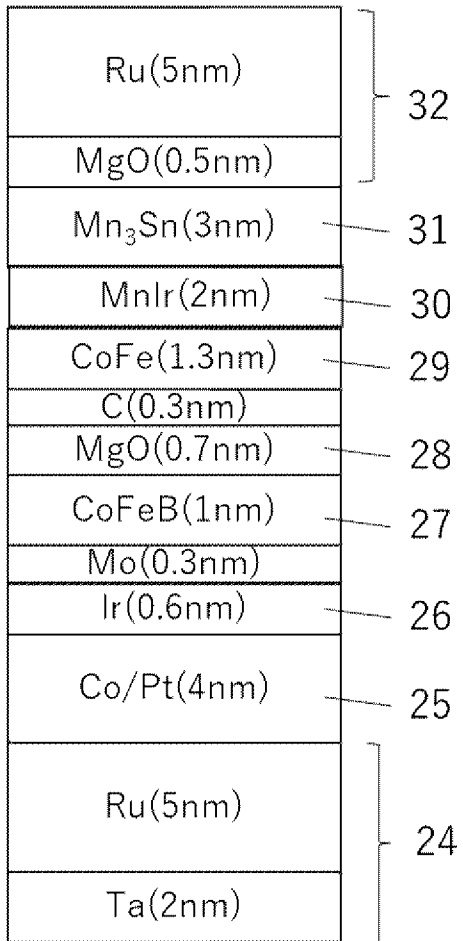 Ru(5nm)
32
MgO(0.5nm)
Mn₃Sn(3nm)
31
MnIr(2nm)
30
CoFe(1.3nm)
29
C(0.3nm)
MgO(0.7nm)
28
CoFeB(1nm)
27
Mo(0.3nm)
Ir(0.6nm)
26
Co/Pt(4nm)
25
Ru(5nm)
24
Ta(2nm)